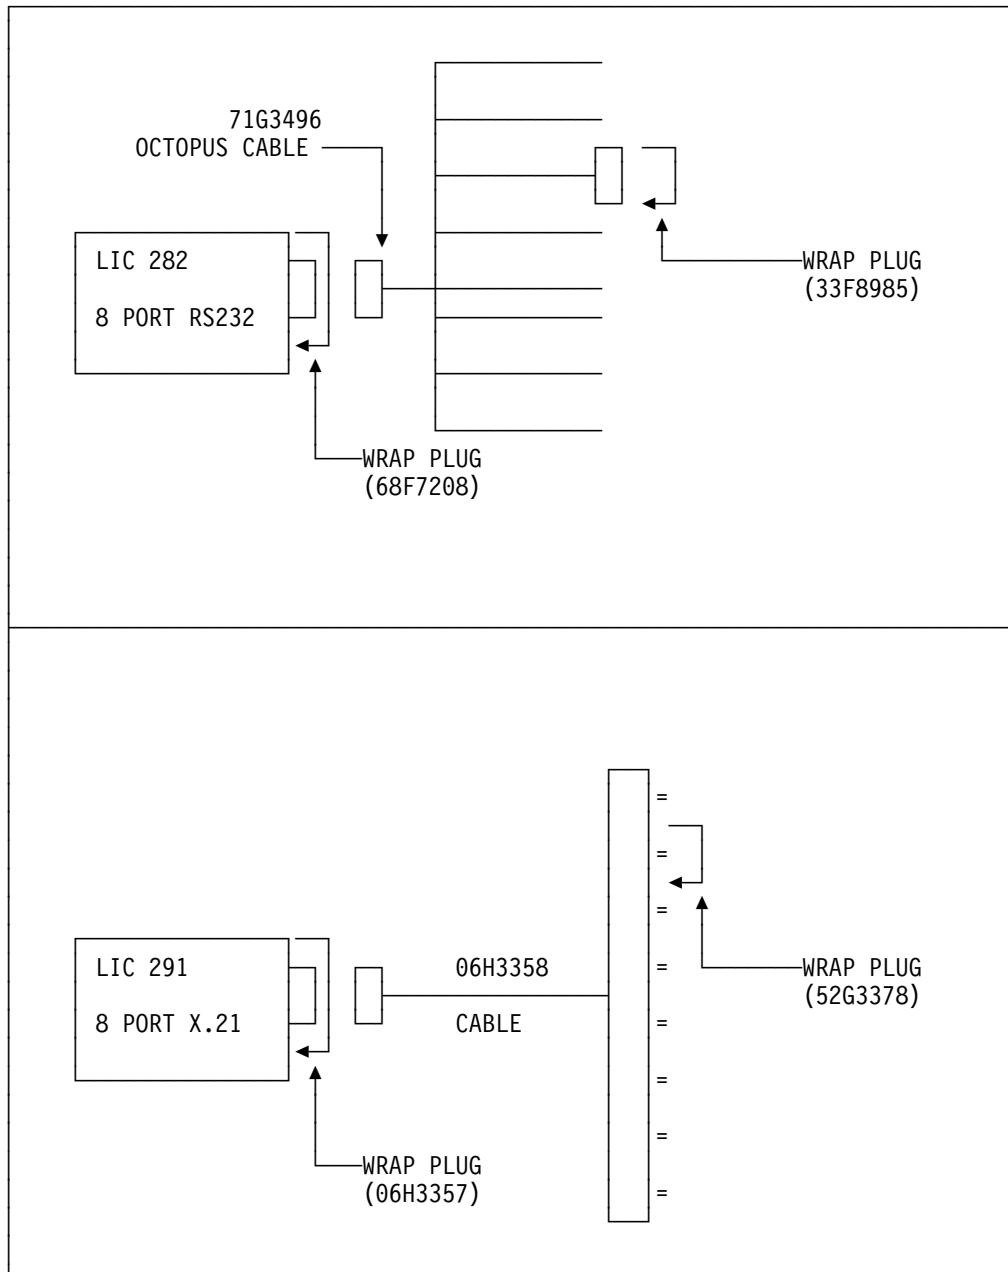 71G3496
OCTOPUS CABLE
LIC 282
8 PORT RS232
WRAP PLUG
(33F8985)
WRAP PLUG
(68F7208)
=
=
=
LIC 291
8 PORT X.21
06H3358
CABLE
=
=
=
=
=
WRAP PLUG
(52G3378)
WRAP PLUG
(06H3357)